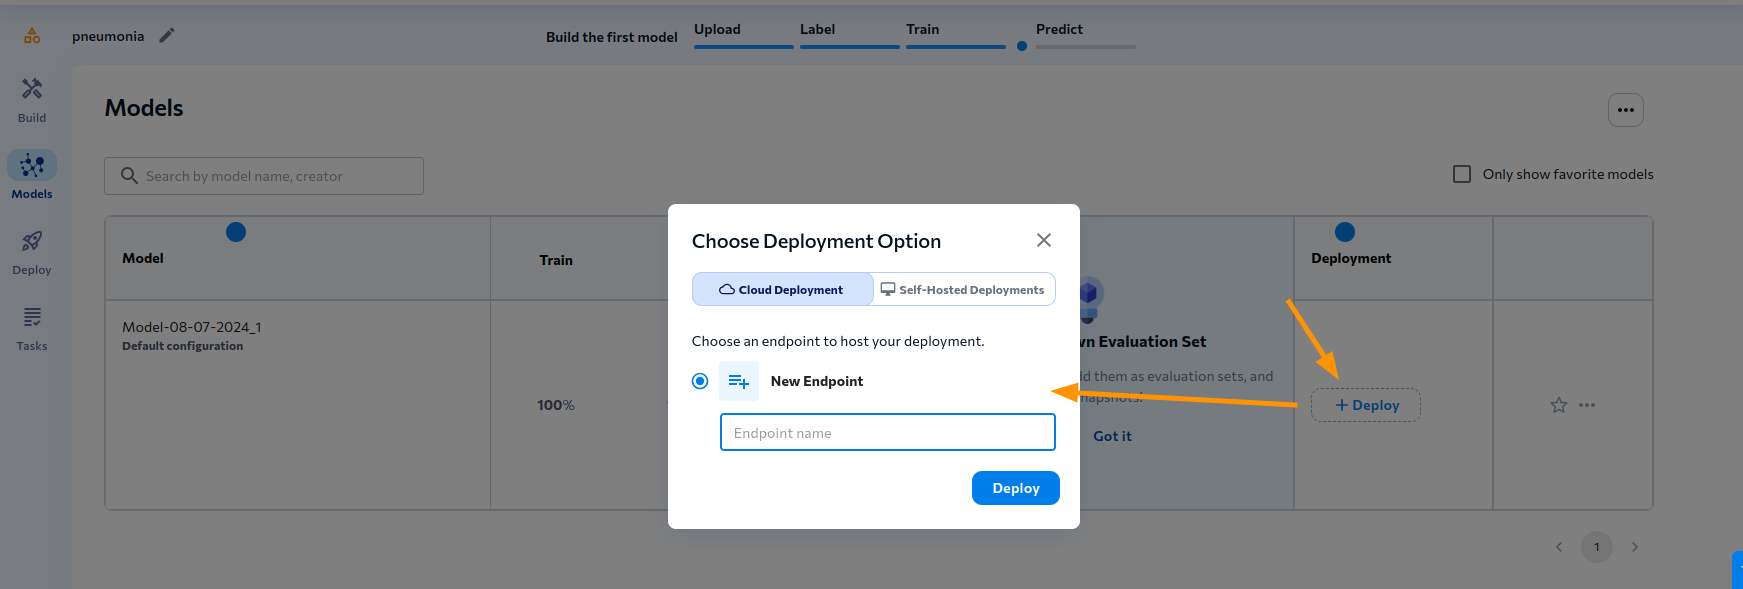 pneumonia
Build the first model
Upload
Label
Train
Predict
Build
Models
Deploy
Tasks
Models
Search by model name, creator
Only show favorite models
Model
Train
Deployment
Model-08-07-2024_1
Default configuration
100%
Evaluation Set
them as evaluation sets, and
Got it
+ Deploy
Choose Deployment Option
Cloud Deployment
Self-Hosted Deployments
Choose an endpoint to host your deployment.
New Endpoint
Endpoint name
Deploy
1